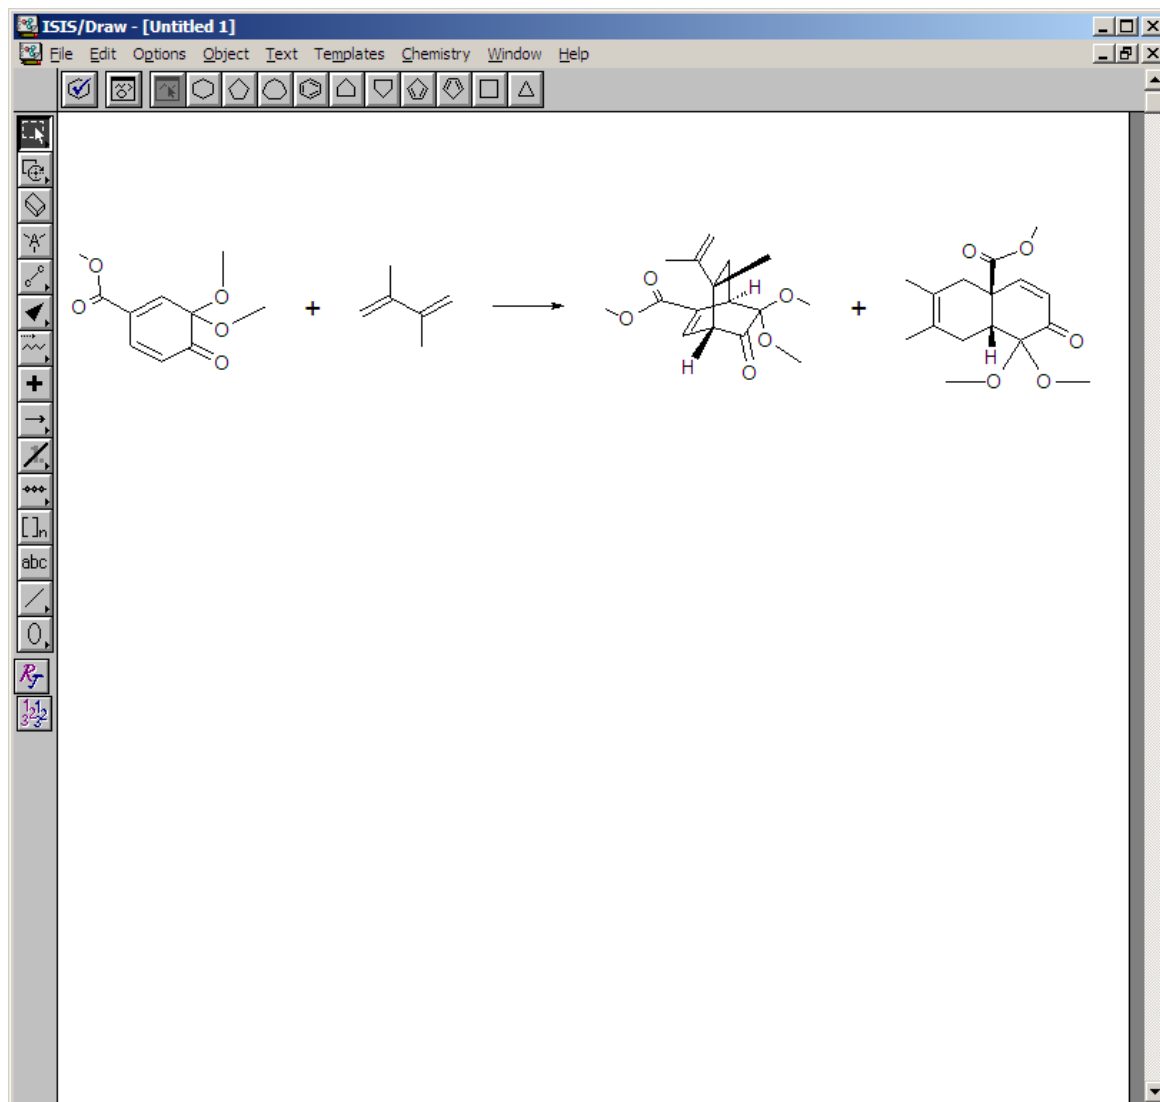 ISIS/Draw - [Untitled 1]
File Edit Options Object Text Templates Chemistry Window Help
A
[ ]n
abc
O
O
O
O
O
+
O
O
H
O
O
O
H
O
+
O
O
H
O
O
O